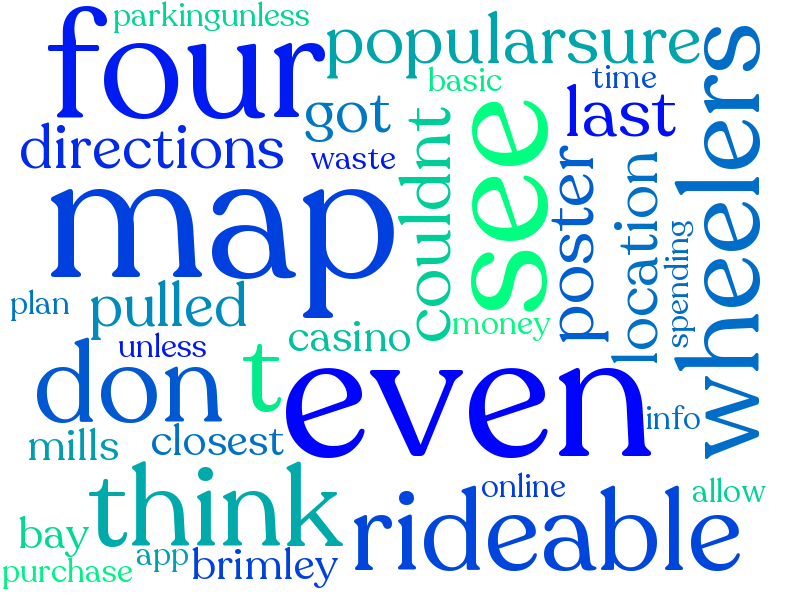 parkingunless
four
popularsure
basic
time
got
last
directions
waste
couldnt
see
poster
location
wheelers
spending
map
plan
pulled
money
unless
casino
don
t
even
info
mills
closest
think
online
allow
rideable
bay
app
brimley
purchase